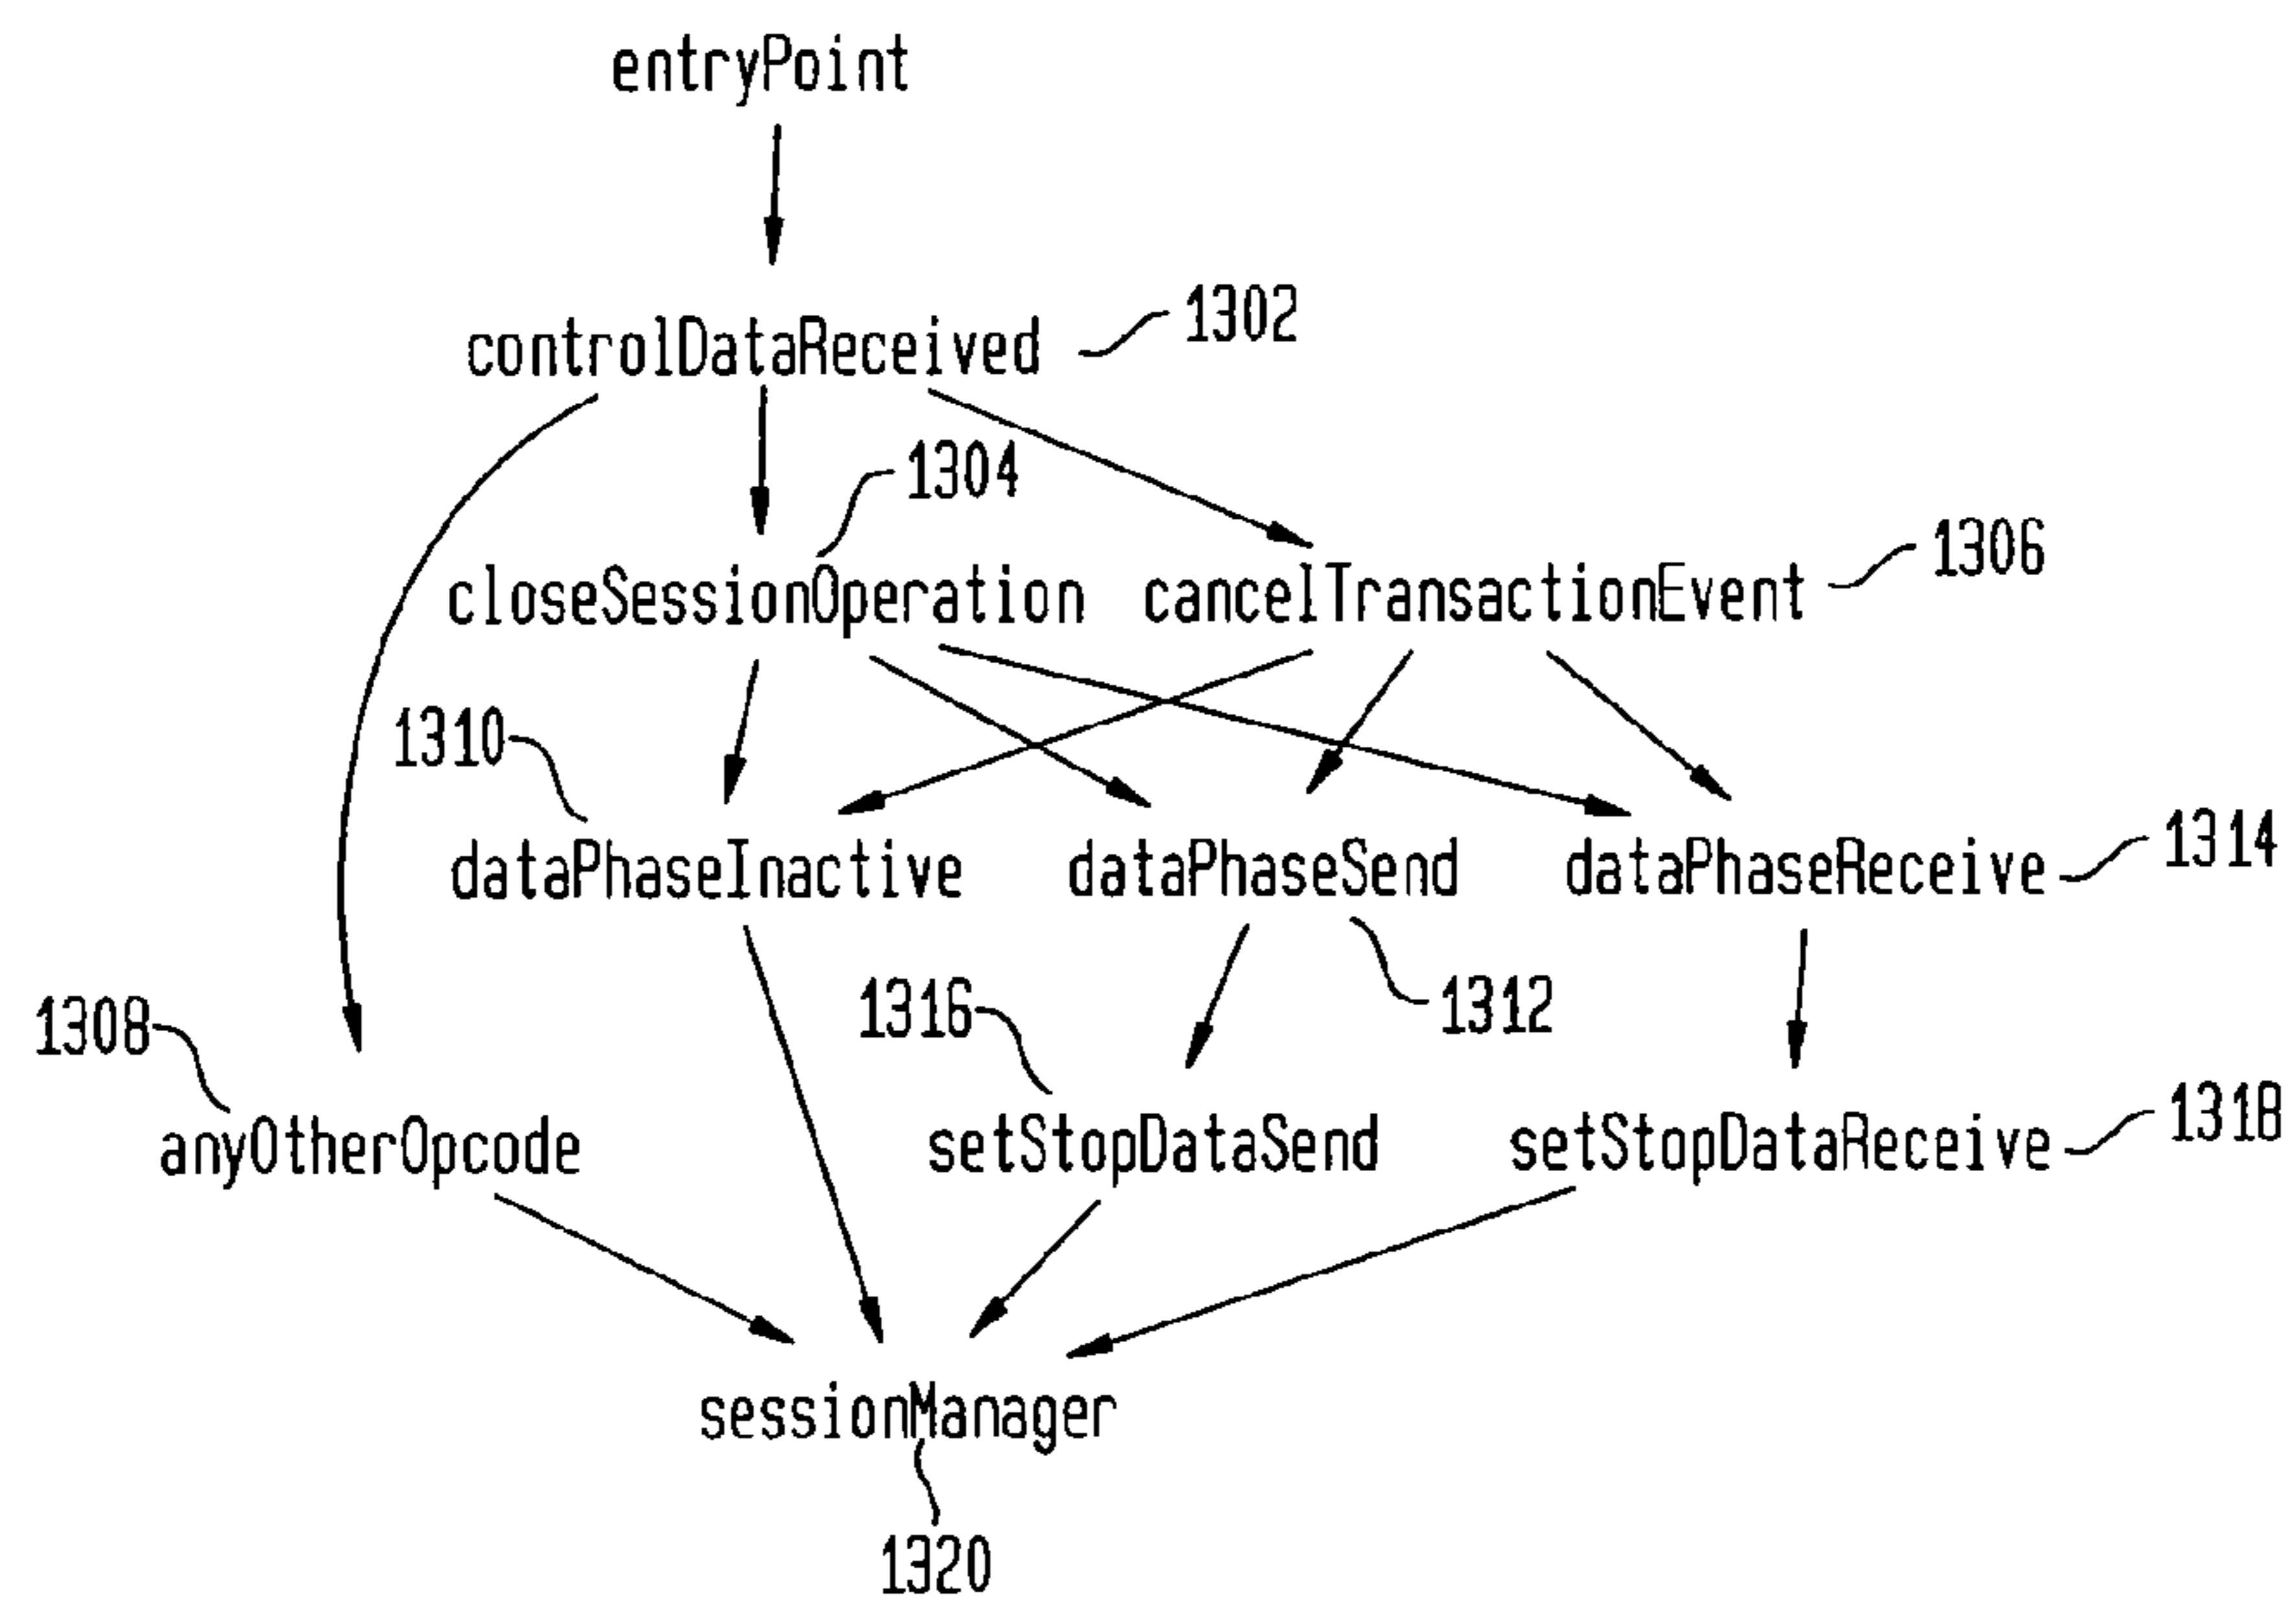 entryPoint
controlDataReceived 1302
1304
closeSessionOperation cancelTransactionEvent 1306
1310
dataPhaseInactive dataPhaseSend dataPhaseReceive 1314
1308 1316 1312
anyOtherOpcode setStopDataSend setStopDataReceive 1318
sessionManager
1320